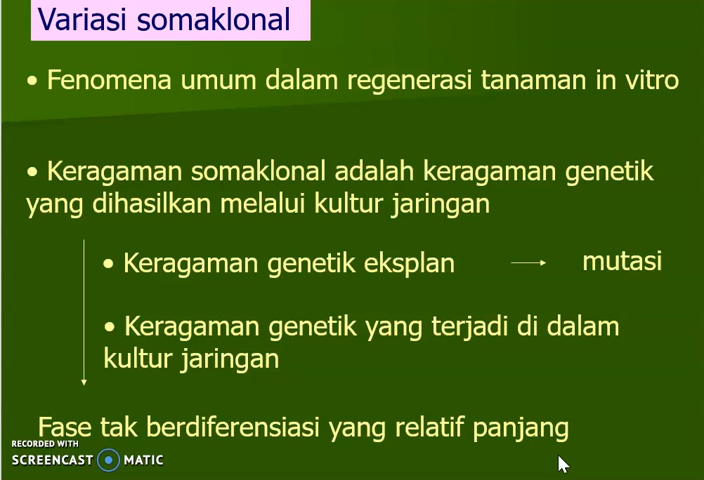 Variasi somaklonal
• Fenomena umum dalam regenerasi tanaman in vitro
• Keragaman somaklonal adalah keragaman genetik
yang dihasilkan melalui kultur jaringan
• Keragaman genetik eksplan → mutasi
• Keragaman genetik yang terjadi di dalam
kultur jaringan
Fase tak berdiferensiasi yang relatif panjang
RECORDED WITH
SCREENCAST MATIC